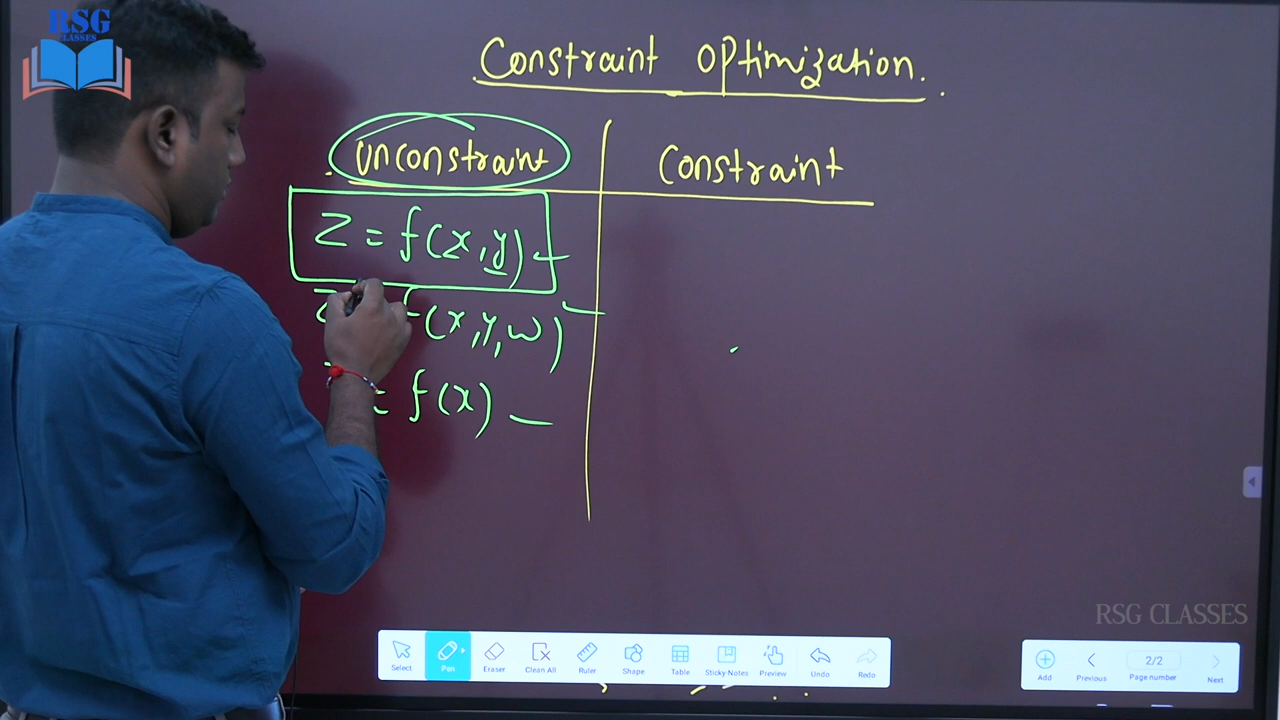 RSG
CLASSES
Constraint Optimization.
Unconstraint
Constraint
Z = f(x,y)
f(x,y,w)
= f(x)
RSG CLASSES
Select
Pen
Eraser
Clean All
Ruler
Shape
Table
Sticky Notes
Preview
Undo
Redo
Add
Previous
2/2
Page number
Next